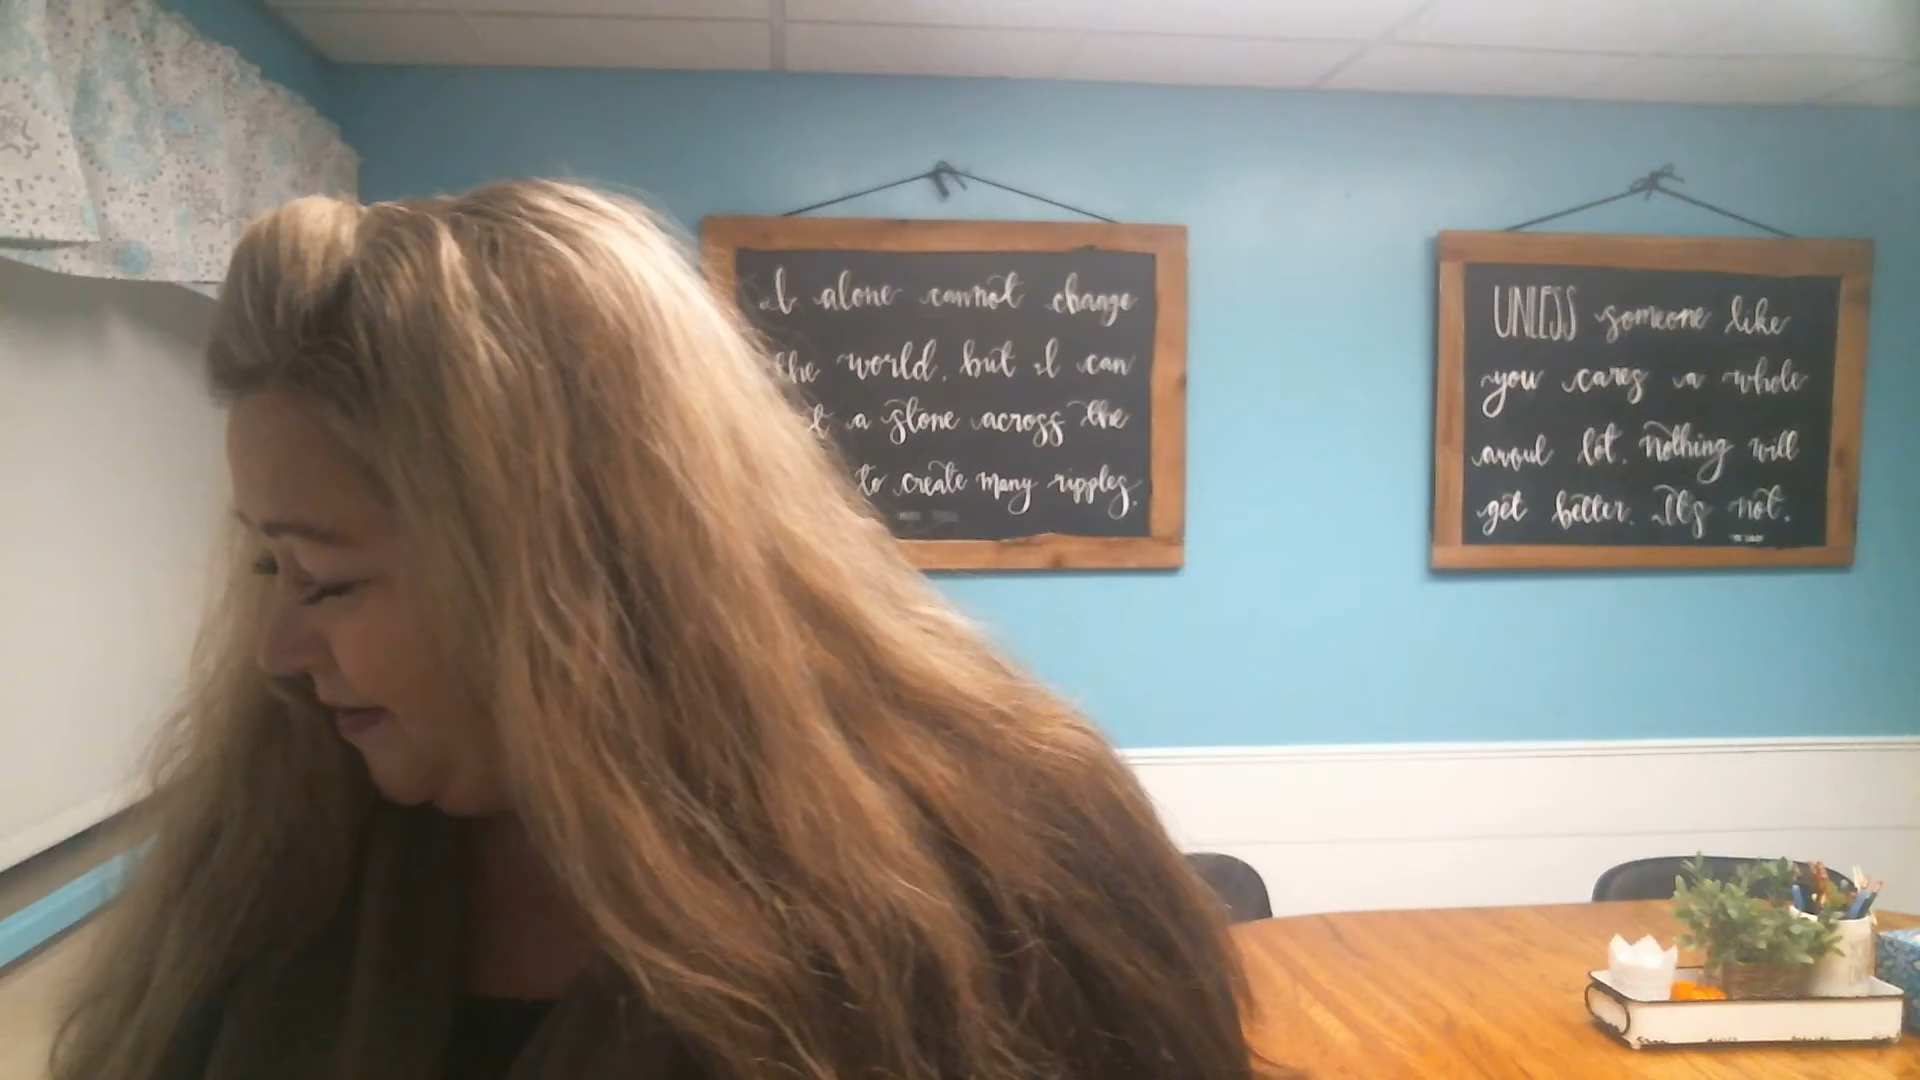 I alone cannot change
the world, but I can
a stone across the
to create many ripples.
UNLESS someone like
you cares a whole
awful lot. Nothing will
get better. It's not.